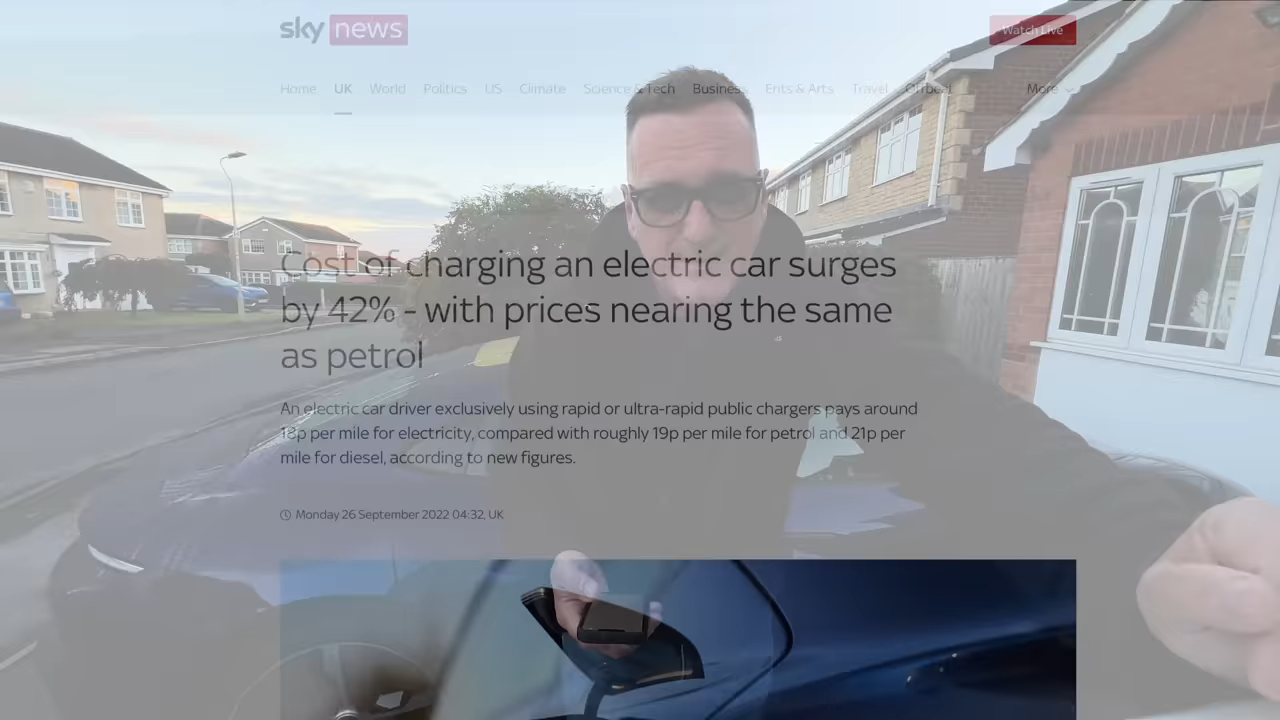 sky news
Watch Live
Home UK World Politics US Climate Science & Tech Business Ents & Arts Travel Offbeat More
Cost of charging an electric car surges
by 42% - with prices nearing the same
as petrol
An electric car driver exclusively using rapid or ultra-rapid public chargers pays around
18p per mile for electricity, compared with roughly 19p per mile for petrol and 21p per
mile for diesel, according to new figures.
Monday 26 September 2022 04:32, UK